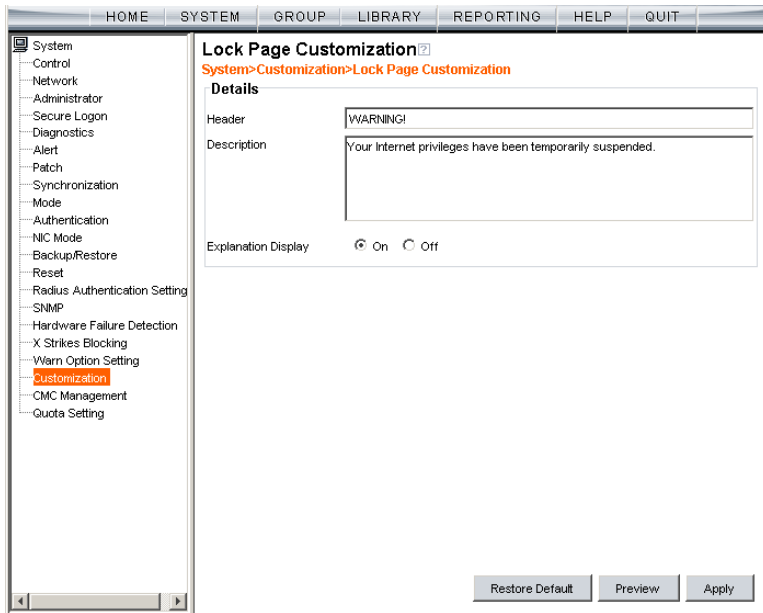 HOME SYSTEM GROUP LIBRARY REPORTING HELP QUIT
System
Control
Network
Administrator
Secure Logon
Diagnostics
Alert
Patch
Synchronization
Mode
Authentication
NIC Mode
Backup/Restore
Reset
Radius Authentication Setting
SNMP
Hardware Failure Detection
X Strikes Blocking
Warn Option Setting
Customization
CMC Management
Quota Setting
Lock Page Customization ?
System>Customization>Lock Page Customization
Details
Header WARNING!
Description Your Internet privileges have been temporarily suspended.
Explanation Display On Off
Restore Default Preview Apply